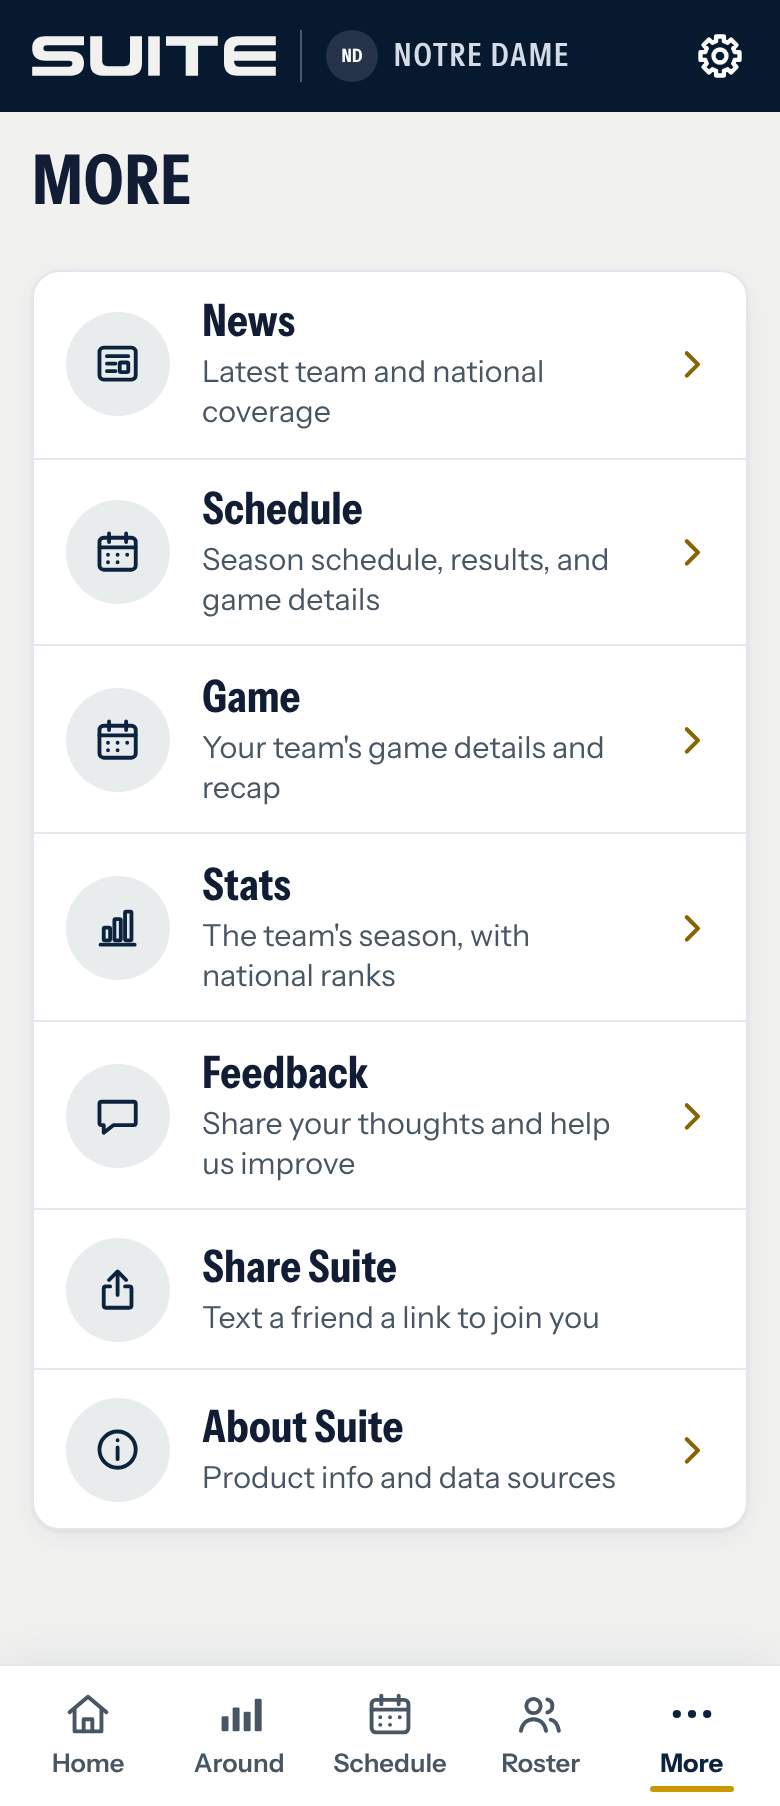 SUITE
ND
NOTRE DAME
MORE
News
Latest team and national
coverage
Schedule
Season schedule, results, and
game details
Game
Your team's game details and
recap
Stats
The team's season, with
national ranks
Feedback
Share your thoughts and help
us improve
Share Suite
Text a friend a link to join you
About Suite
Product info and data sources
Home
Around
Schedule
Roster
More